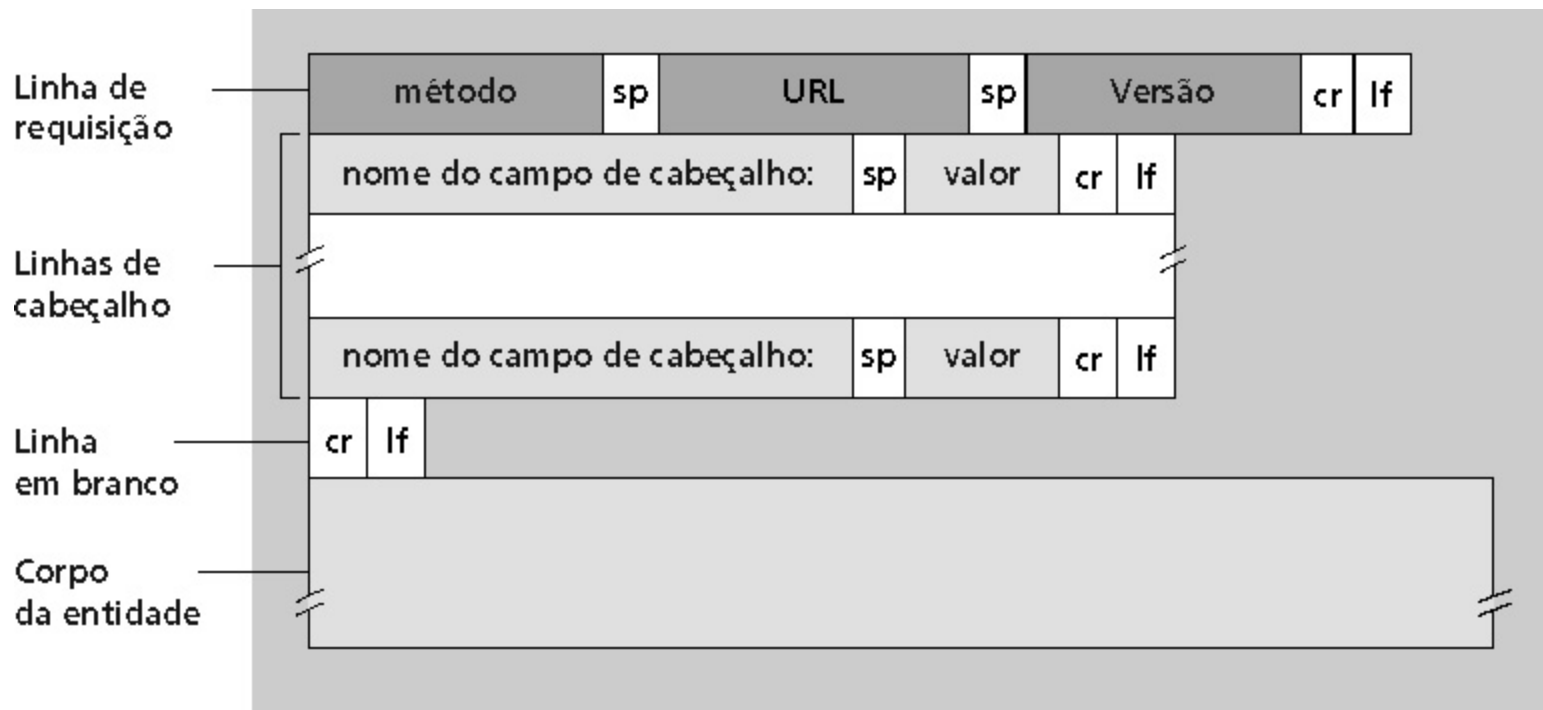 Linha de
requisição
método sp URL sp Versão cr lf
nome do campo de cabeçalho: sp valor cr lf
Linhas de
cabeçalho
nome do campo de cabeçalho: sp valor cr lf
Linha
em branco
cr lf
Corpo
da entidade